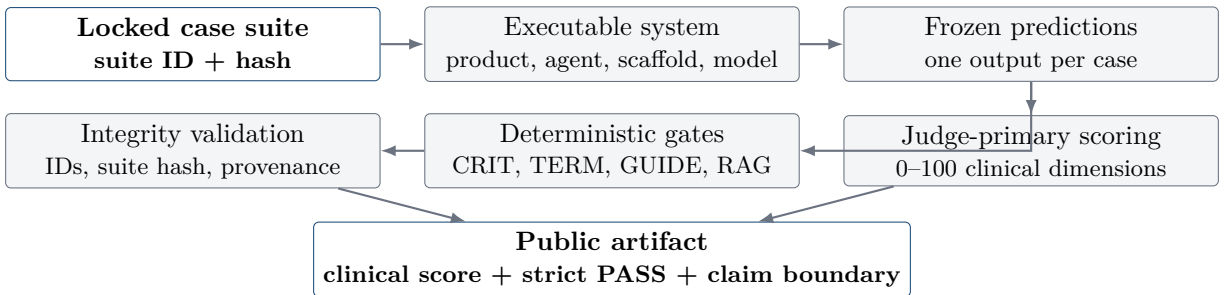 Locked case suite
suite ID + hash
Executable system
product, agent, scaffold, model
Frozen predictions
one output per case
Integrity validation
IDs, suite hash, provenance
Deterministic gates
CRIT, TERM, GUIDE, RAG
Judge-primary scoring
0–100 clinical dimensions
Public artifact
clinical score + strict PASS + claim boundary